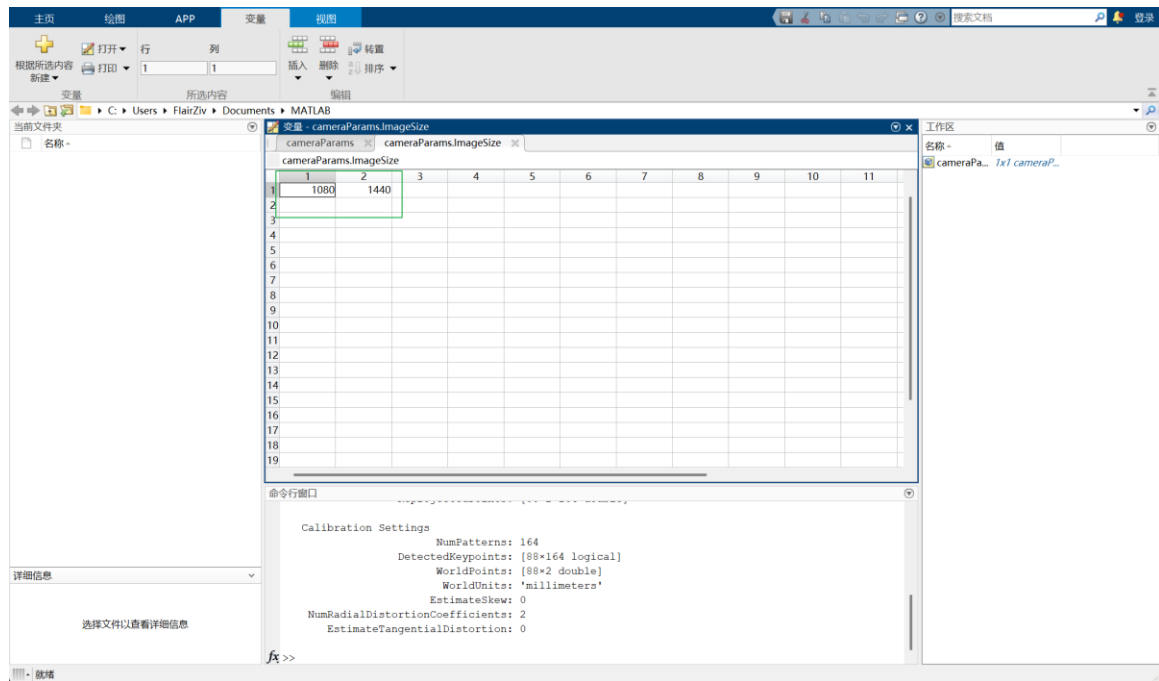 主页 绘图 APP 变量 视图 搜索文档 登录
根据所选内容
新建 打开 行 列
打印 1 1
插入 删除 转置
排序
变量 所选内容 编辑
C: Users FlairZiv Documents MATLAB
当前文件夹
名称
变量 - cameraParams.ImageSize
cameraParams cameraParams.ImageSize
cameraParams.ImageSize
1 2 3 4 5 6 7 8 9 10 11
1 1080 1440
2
3
4
5
6
7
8
9
10
11
12
13
14
15
16
17
18
19
工作区
名称 值
cameraPa... 1x1 cameraP...
命令行窗口
Calibration Settings
NumPatterns: 164
DetectedKeypoints: [88×164 logical]
WorldPoints: [88×2 double]
WorldUnits: 'millimeters'
EstimateSkew: 0
NumRadialDistortionCoefficients: 2
EstimateTangentialDistortion: 0
fx >>
详细信息
选择文件以查看详细信息
就绪